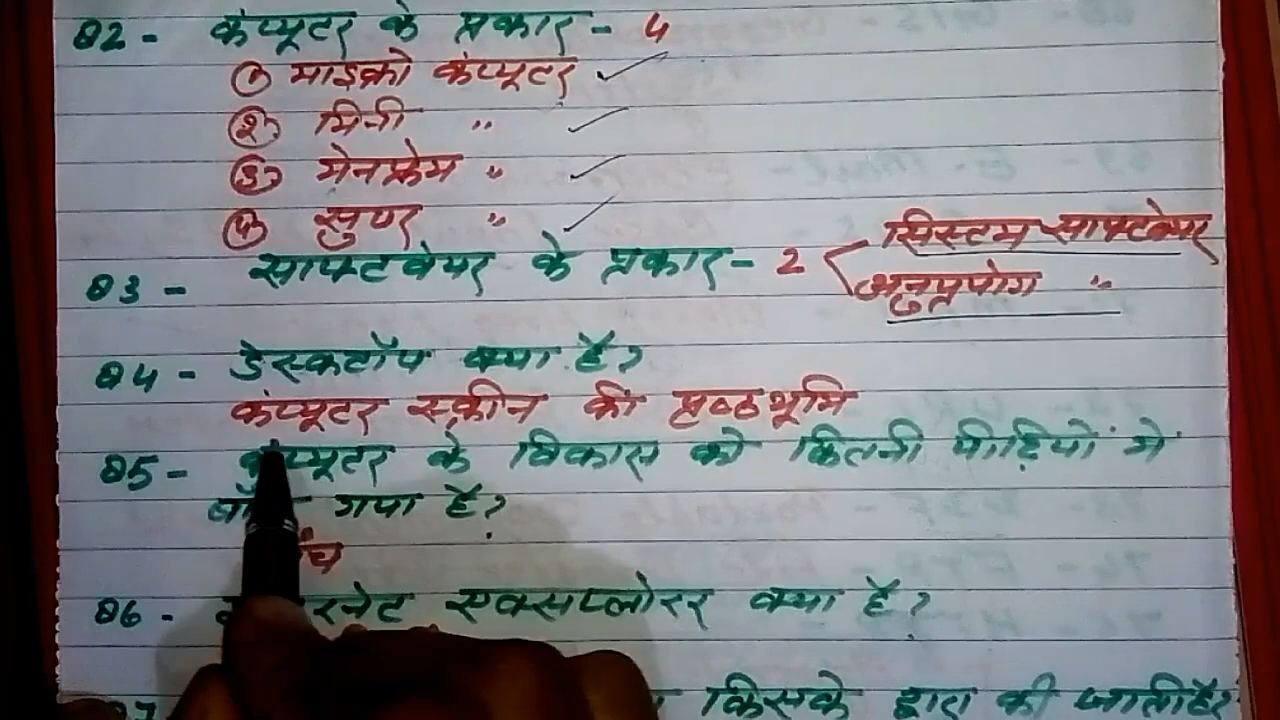 82- कंप्यूटर के प्रकार- 4
① माइक्रो कंप्यूटर ✓
② मिनी " ✓
③ मेनफ्रेम " ✓
④ सुपर " ✓
83- साफ्टवेयर के प्रकार- 2 सिस्टम साफ्टवेयर
अनुप्रयोग "
84- डेस्कटॉप क्या है?
कंप्यूटर स्क्रीन की प्रष्ठभूमि
85- कंप्यूटर के विकास को कितनी पीढ़ियों मे
गया है?
86- एक्सप्लोरर क्या है?
किसके द्वारा की जाती है?